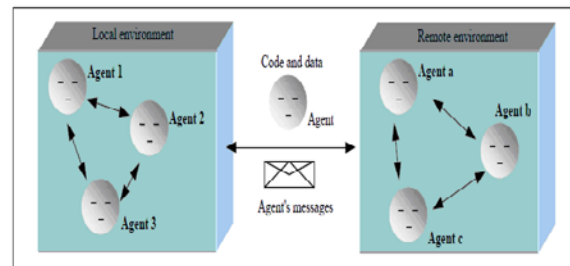 Local environment
Agent 1
Agent 2
Agent 3
Code and data
Agent
Agent's messages
Remote environment
Agent a
Agent b
Agent c